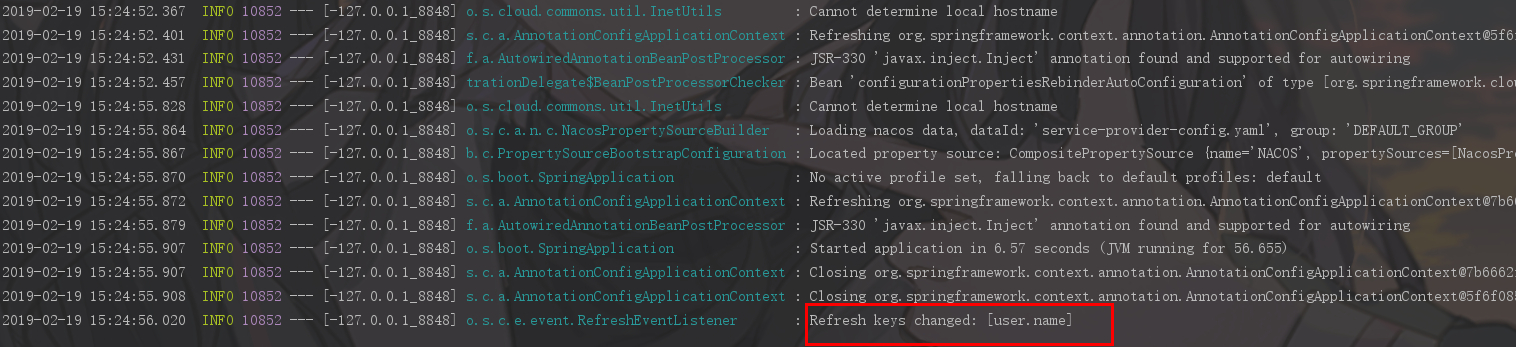 2019-02-19 15:24:52.367 INFO 10852 --- [-127.0.0.1_8848] o.s.cloud.commons.util.InetUtils : Cannot determine local hostname
2019-02-19 15:24:52.401 INFO 10852 --- [-127.0.0.1_8848] s.c.a.AnnotationConfigApplicationContext : Refreshing org.springframework.context.annotation.AnnotationConfigApplicationContext@5f6f
2019-02-19 15:24:52.431 INFO 10852 --- [-127.0.0.1_8848] f.a.AutowiredAnnotationBeanPostProcessor : JSR-330 'javax.inject.Inject' annotation found and supported for autowiring
2019-02-19 15:24:52.457 INFO 10852 --- [-127.0.0.1_8848] trationDelegate$BeanPostProcessorChecker : Bean 'configurationPropertiesRebinderAutoConfiguration' of type [org.springframework.clou
2019-02-19 15:24:55.828 INFO 10852 --- [-127.0.0.1_8848] o.s.cloud.commons.util.InetUtils : Cannot determine local hostname
2019-02-19 15:24:55.864 INFO 10852 --- [-127.0.0.1_8848] o.s.c.a.n.c.NacosPropertySourceBuilder : Loading nacos data, dataId: 'service-provider-config.yaml', group: 'DEFAULT_GROUP'
2019-02-19 15:24:55.867 INFO 10852 --- [-127.0.0.1_8848] b.c.PropertySourceBootstrapConfiguration : Located property source: CompositePropertySource {name='NACOS', propertySources=[NacosPro
2019-02-19 15:24:55.870 INFO 10852 --- [-127.0.0.1_8848] o.s.boot.SpringApplication : No active profile set, falling back to default profiles: default
2019-02-19 15:24:55.872 INFO 10852 --- [-127.0.0.1_8848] s.c.a.AnnotationConfigApplicationContext : Refreshing org.springframework.context.annotation.AnnotationConfigApplicationContext@7b66
2019-02-19 15:24:55.879 INFO 10852 --- [-127.0.0.1_8848] f.a.AutowiredAnnotationBeanPostProcessor : JSR-330 'javax.inject.Inject' annotation found and supported for autowiring
2019-02-19 15:24:55.907 INFO 10852 --- [-127.0.0.1_8848] o.s.boot.SpringApplication : Started application in 6.57 seconds (JVM running for 56.655)
2019-02-19 15:24:55.907 INFO 10852 --- [-127.0.0.1_8848] s.c.a.AnnotationConfigApplicationContext : Closing org.springframework.context.annotation.AnnotationConfigApplicationContext@7b6662
2019-02-19 15:24:55.908 INFO 10852 --- [-127.0.0.1_8848] s.c.a.AnnotationConfigApplicationContext : Closing org.springframework.context.annotation.AnnotationConfigApplicationContext@5f6f085
2019-02-19 15:24:56.020 INFO 10852 --- [-127.0.0.1_8848] o.s.c.e.event.RefreshEventListener : Refresh keys changed: [user.name]